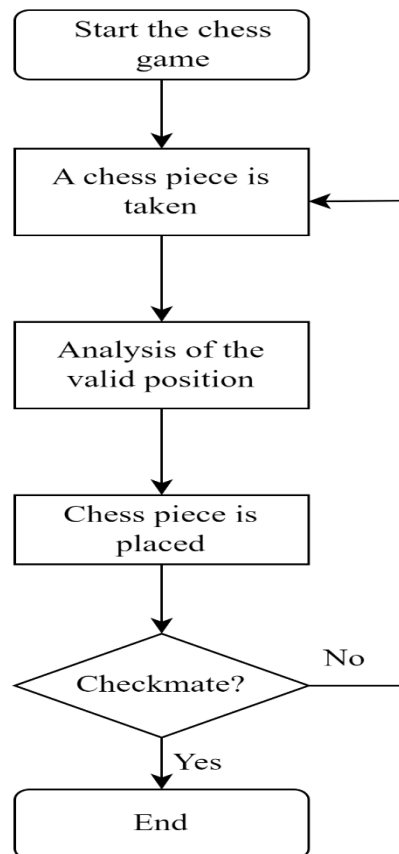 Start the chess
game
A chess piece is
taken
Analysis of the
valid position
Chess piece is
placed
Checkmate?
No
Yes
End